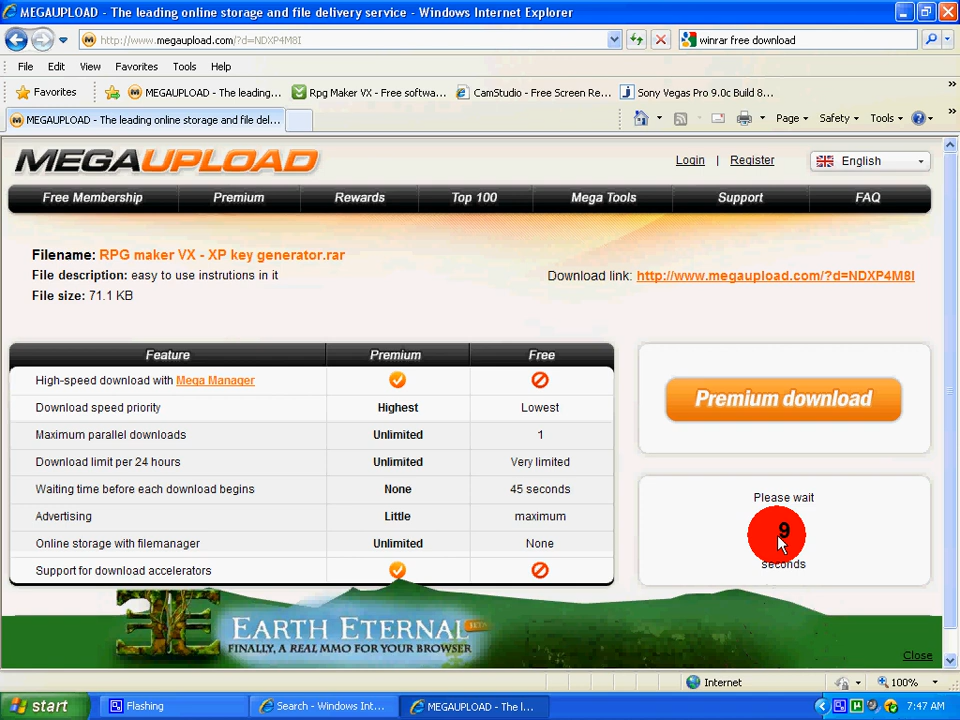 MEGAUPLOAD - The leading online storage and file delivery service - Windows Internet Explorer
http://www.megaupload.com/?d=NDXP4M8I
winrar free download
File Edit View Favorites Tools Help
Favorites MEGAUPLOAD - The leading... Rpg Maker VX - Free softwa... CamStudio - Free Screen Re... Sony Vegas Pro 9.0c Build 8...
MEGAUPLOAD - The leading online storage and file del...
Page Safety Tools
MEGAUPLOAD
Login | Register English
Free Membership Premium Rewards Top 100 Mega Tools Support FAQ
Filename: RPG maker VX - XP key generator.rar
File description: easy to use instrutions in it
Download link: http://www.megaupload.com/?d=NDXP4M8I
File size: 71.1 KB
Feature Premium Free
High-speed download with Mega Manager
Download speed priority Highest Lowest
Maximum parallel downloads Unlimited 1
Download limit per 24 hours Unlimited Very limited
Waiting time before each download begins None 45 seconds
Advertising Little maximum
Online storage with filemanager Unlimited None
Support for download accelerators
Premium download
Please wait
9
seconds
EARTH ETERNAL BETA
FINALLY, A REAL MMO FOR YOUR BROWSER
Close
Internet 100%
start Flashing Search - Windows Int... MEGAUPLOAD - The l... 7:47 AM